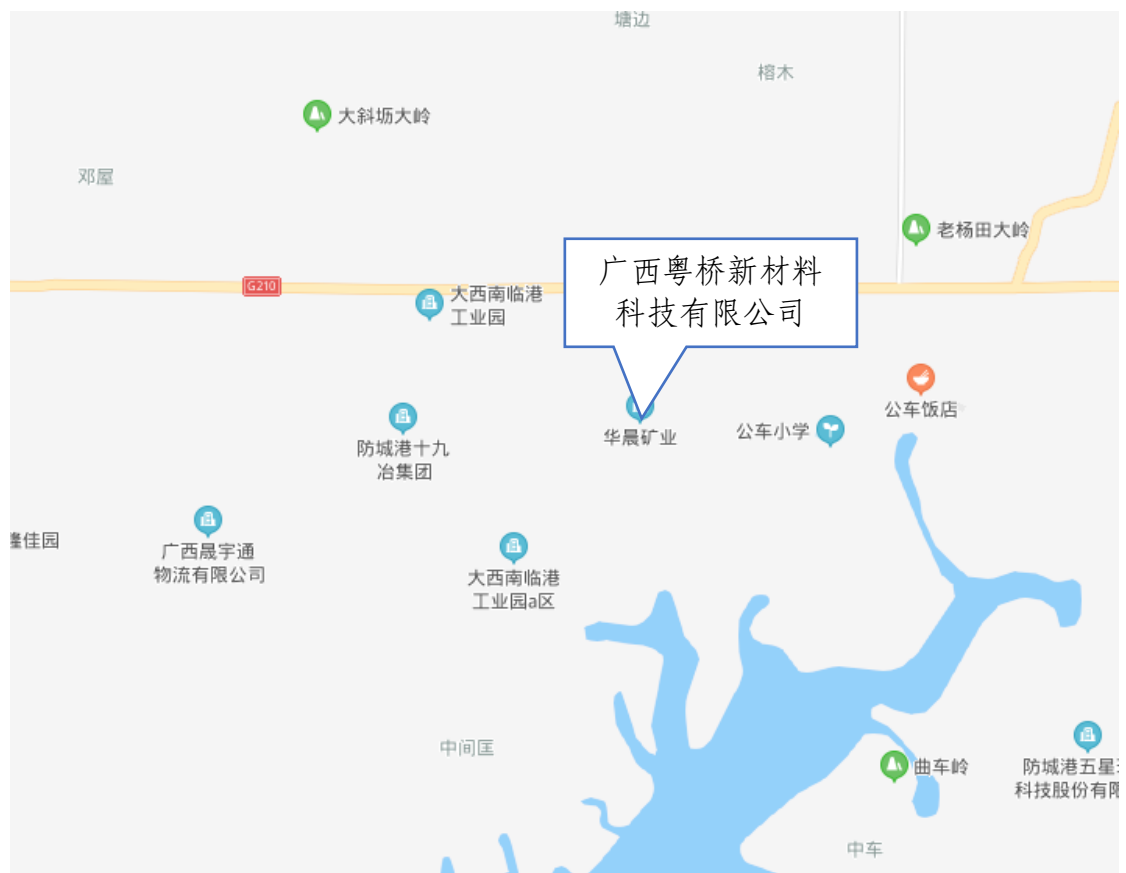 塘边
榕木
大斜坜大岭
邓屋
老杨田大岭
广西粤桥新材料
科技有限公司
G210
大西南临港
工业园
公车饭店
防城港十九
冶集团
华晨矿业
公车小学
隆佳园
广西晟宇通
物流有限公司
大西南临港
工业园a区
中间匡
曲车岭
防城港五星
科技股份有限
中车